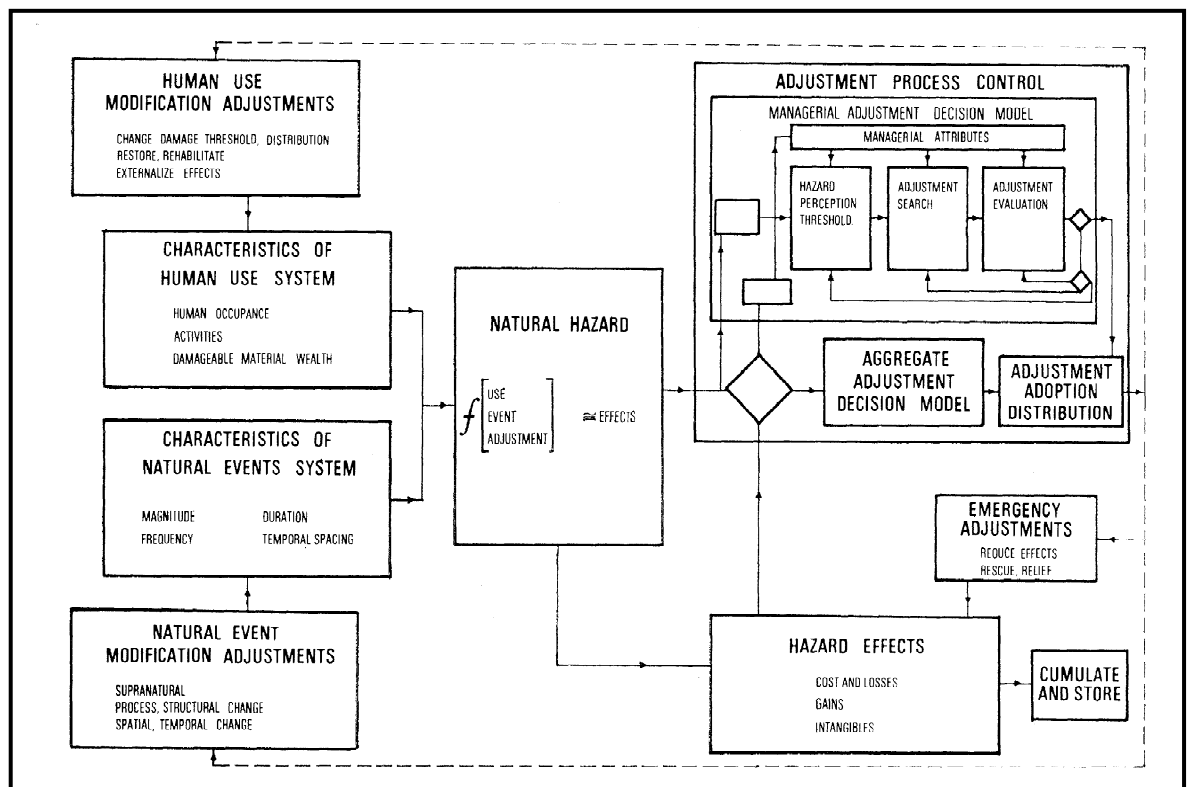 HUMAN USE
MODIFICATION ADJUSTMENTS
CHANGE DAMAGE THRESHOLD, DISTRIBUTION
RESTORE, REHABILITATE
EXTERNALIZE EFFECTS
CHARACTERISTICS OF
HUMAN USE SYSTEM
HUMAN OCCUPANCE
ACTIVITIES
DAMAGEABLE MATERIAL WEALTH
CHARACTERISTICS OF
NATURAL EVENTS SYSTEM
MAGNITUDE DURATION
FREQUENCY TEMPORAL SPACING
NATURAL EVENT
MODIFICATION ADJUSTMENTS
SUPRANATURAL
PROCESS, STRUCTURAL CHANGE
SPATIAL, TEMPORAL CHANGE
NATURAL HAZARD
USE
f EVENT ≅ EFFECTS
ADJUSTMENT
ADJUSTMENT PROCESS CONTROL
MANAGERIAL ADJUSTMENT DECISION MODEL
MANAGERIAL ATTRIBUTES
HAZARD
PERCEPTION
THRESHOLD.
ADJUSTMENT
SEARCH
ADJUSTMENT
EVALUATION
AGGREGATE
ADJUSTMENT
DECISION MODEL
ADJUSTMENT
ADOPTION
DISTRIBUTION
EMERGENCY
ADJUSTMENTS
REDUCE EFFECTS
RESCUE, RELIEF
HAZARD EFFECTS
COST AND LOSSES
GAINS
INTANGIBLES
CUMULATE
AND STORE